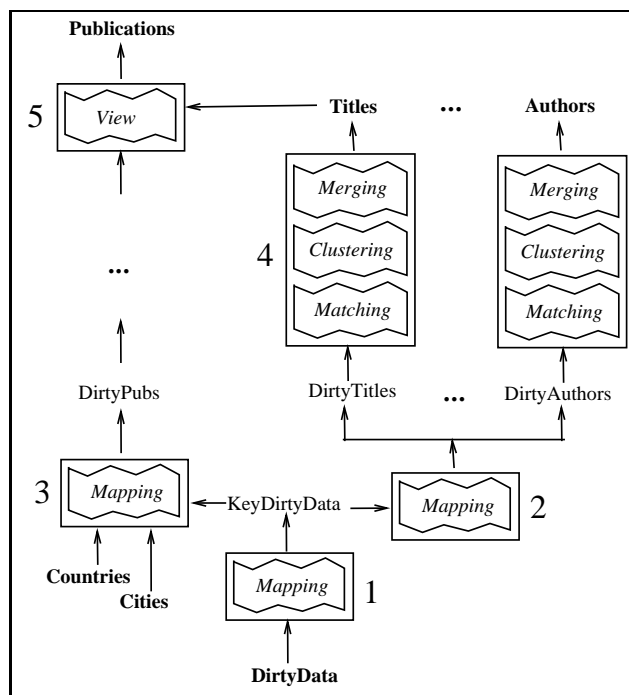 Publications
5
View
Titles
...
Authors
Merging
Merging
4
Clustering
Clustering
Matching
Matching
...
DirtyPubs
DirtyTitles
...
DirtyAuthors
3
Mapping
KeyDirtyData
Mapping
2
Countries
Cities
Mapping
1
DirtyData